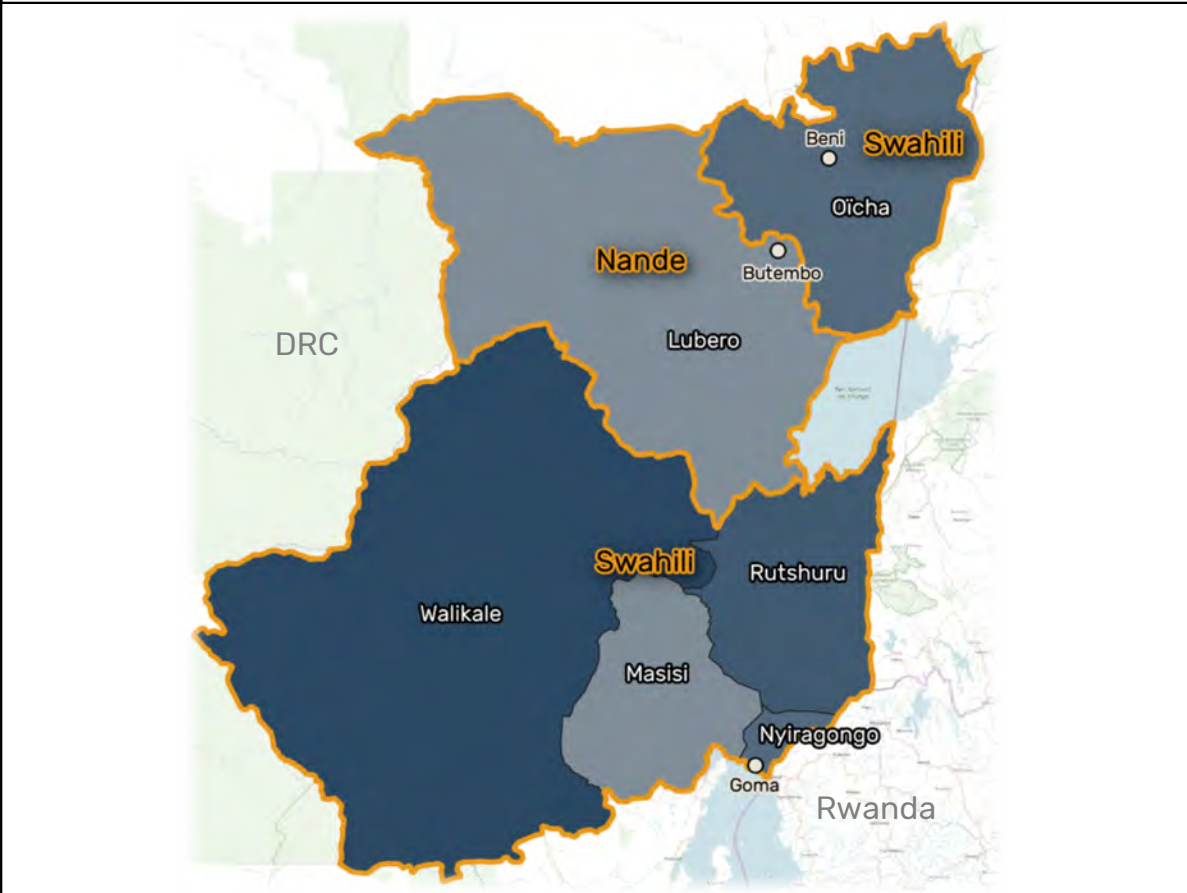 Beni
Swahili
Oïcha
Nande
Butembo
DRC
Lubero
Swahili
Rutshuru
Walikale
Masisi
Nyiragongo
Goma
Rwanda